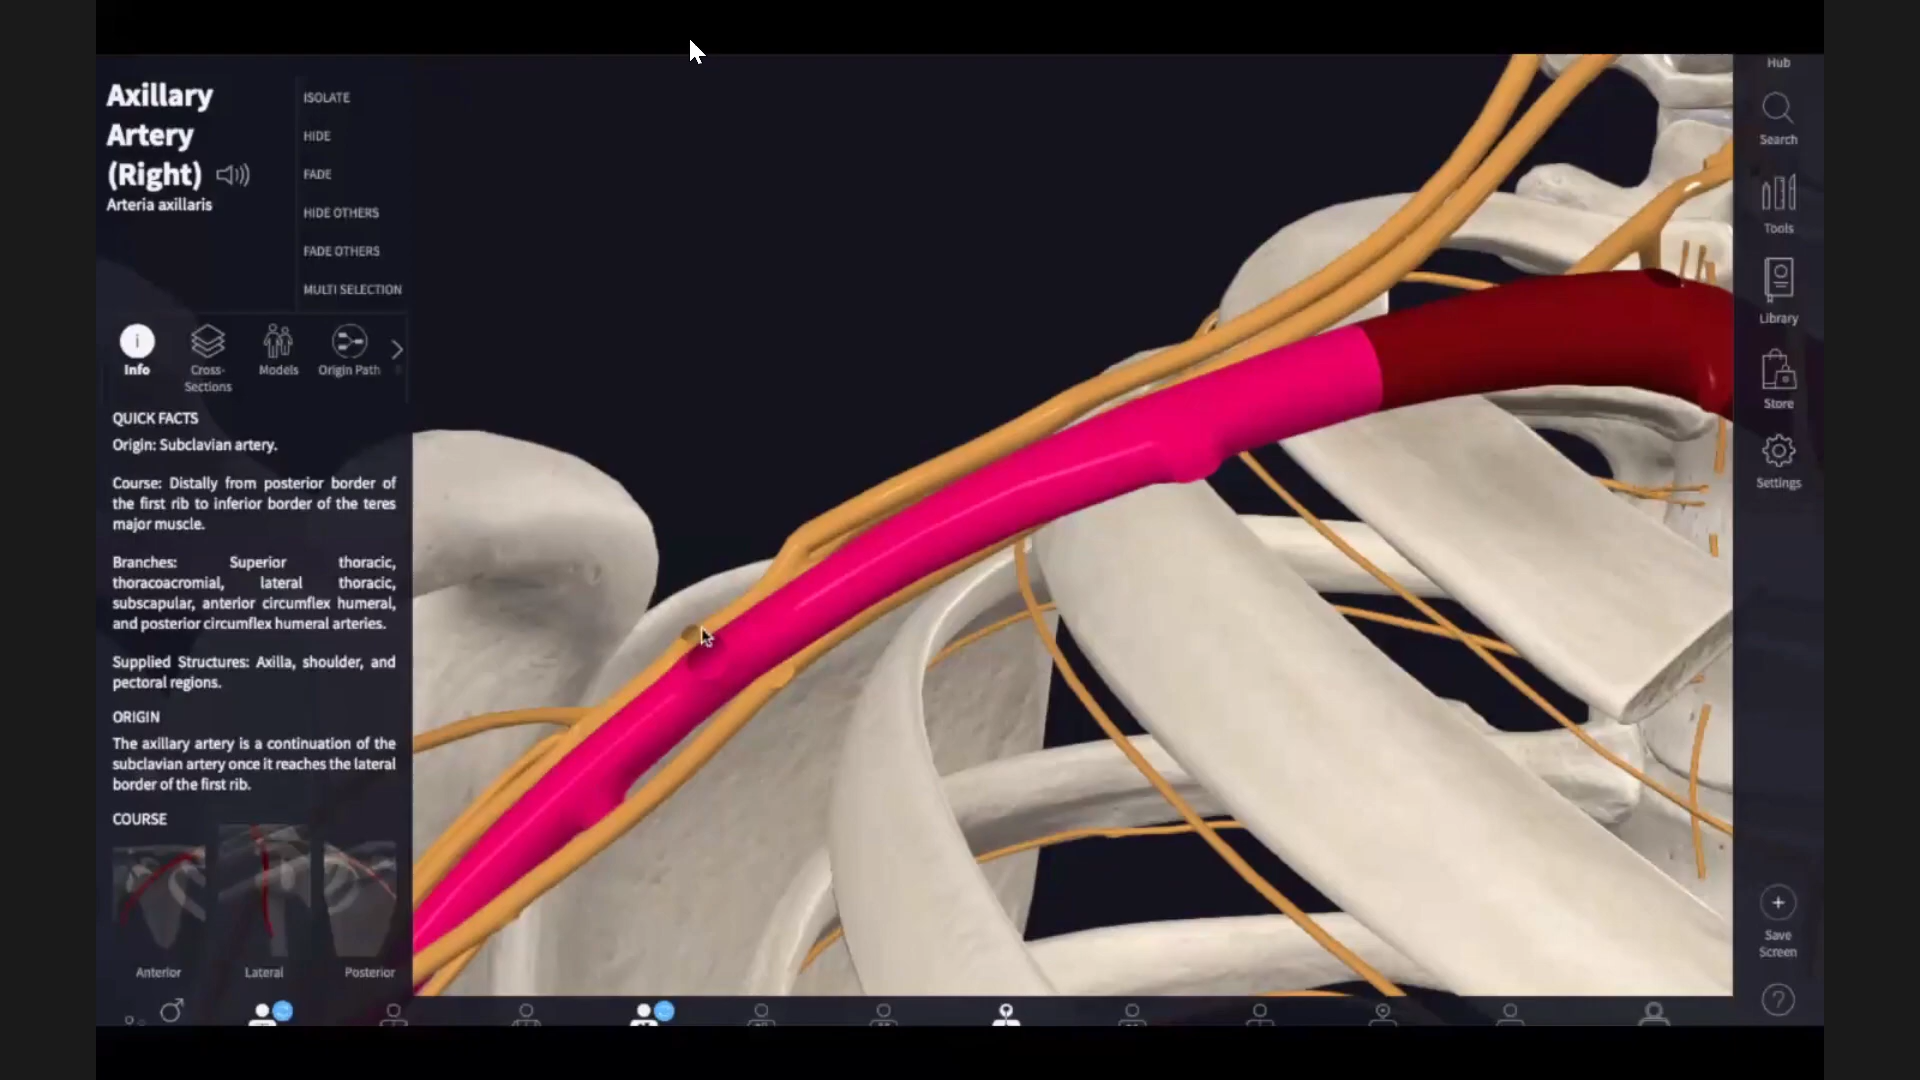 Axillary
Artery
(Right)
Arteria axillaris
ISOLATE
HIDE
FADE
HIDE OTHERS
FADE OTHERS
MULTI SELECTION
Info
Cross-
Sections
Models
Origin Path
QUICK FACTS
Origin: Subclavian artery.
Course: Distally from posterior border of
the first rib to inferior border of the teres
major muscle.
Branches: Superior thoracic,
thoracoacromial, lateral thoracic,
subscapular, anterior circumflex humeral,
and posterior circumflex humeral arteries.
Supplied Structures: Axilla, shoulder, and
pectoral regions.
ORIGIN
The axillary artery is a continuation of the
subclavian artery once it reaches the lateral
border of the first rib.
COURSE
Anterior
Lateral
Posterior
Hub
Search
Tools
Library
Store
Settings
Save
Screen